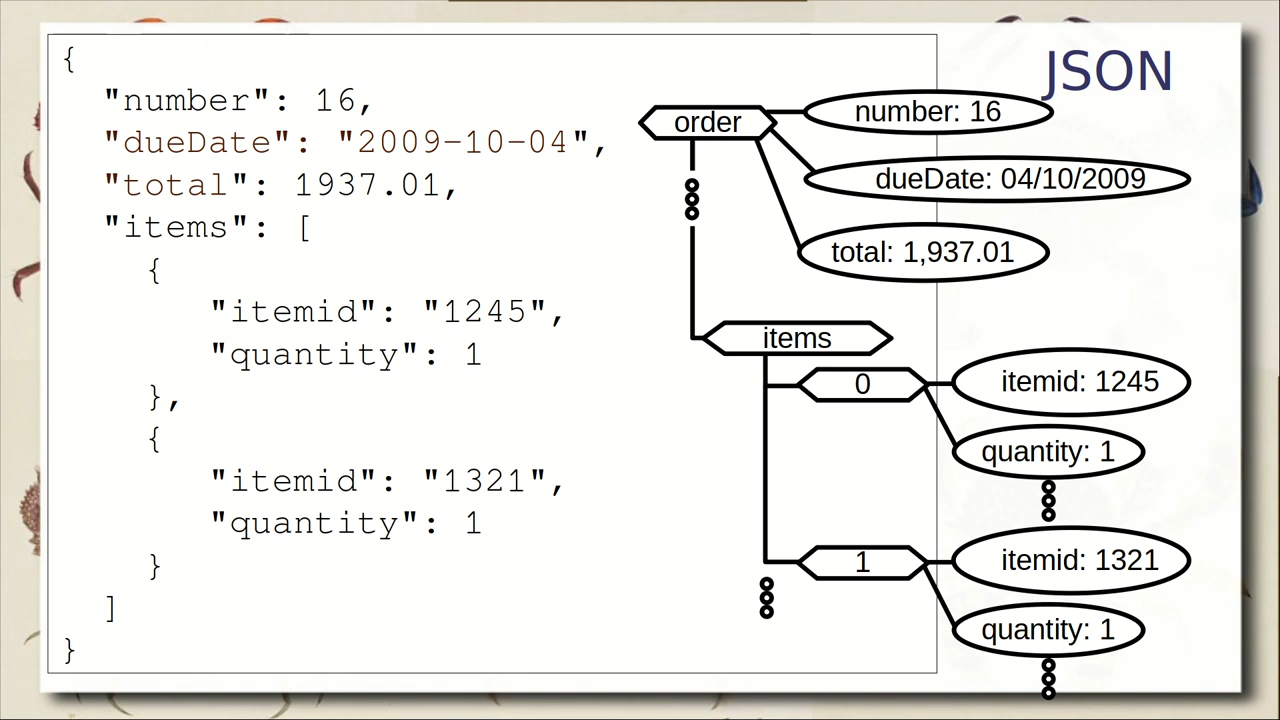 JSON
{
"number": 16,
"dueDate": "2009-10-04",
"total": 1937.01,
"items": [
{
"itemid": "1245",
"quantity": 1
},
{
"itemid": "1321",
"quantity": 1
}
]
}
order
number: 16
dueDate: 04/10/2009
total: 1,937.01
items
0
itemid: 1245
quantity: 1
1
itemid: 1321
quantity: 1